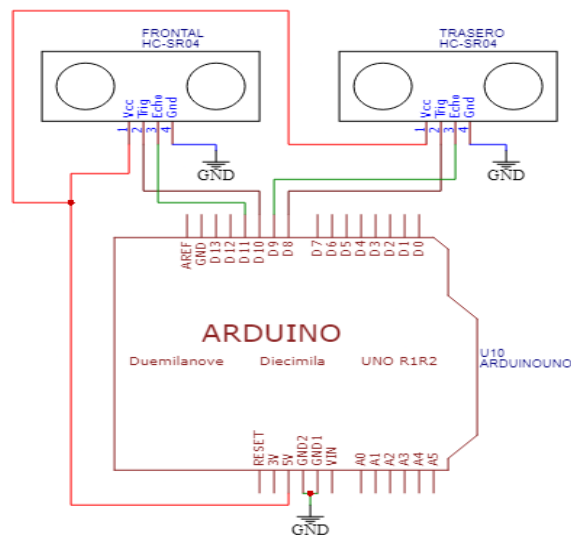 FRONTAL
HC-SR04
TRASERO
HC-SR04
Vcc
Trig
Echo
Gnd
1
2
3
4
Vcc
Trig
Echo
Gnd
1
2
3
4
GND
GND
AREF
GND
D13
D12
D11
D10
D9
D8
D7
D6
D5
D4
D3
D2
D1
D0
ARDUINO
Duemilanove Diecimila UNO R1R2
U10
ARDUINOUNO
RESET
3V
5V
GND2
GND1
VIN
A0
A1
A2
A3
A4
A5
GND